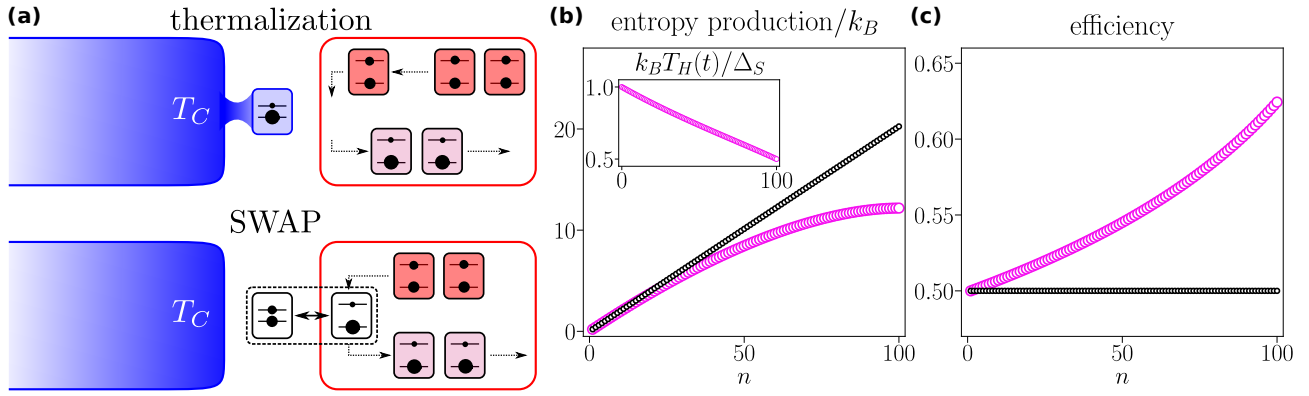 (a)
thermalization
T_C
SWAP
T_C
(b)
entropy production/k_B
k_B T_H(t)/Δ_S
1.0
0.5
0
100
20
10
0
0
50
100
n
(c)
efficiency
0.65
0.60
0.55
0.50
0
50
100
n